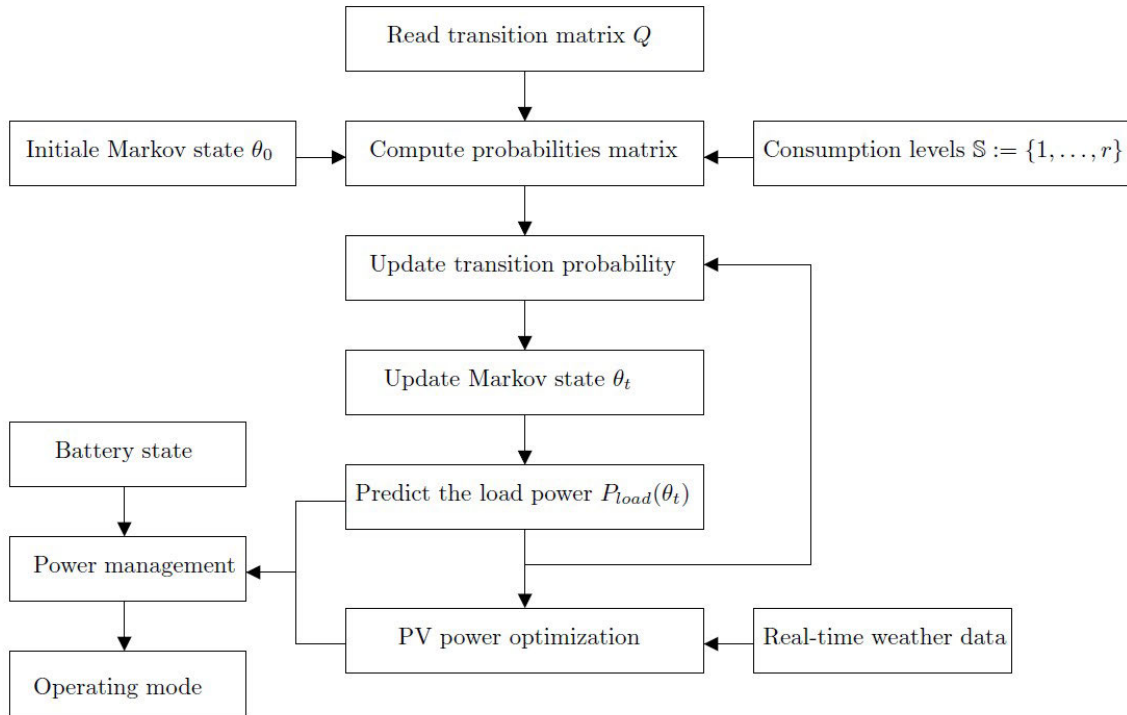 Read transition matrix Q
Initiale Markov state θ0
Compute probabilities matrix
Consumption levels 𝕊 := {1, . . . , r}
Update transition probability
Update Markov state θt
Battery state
Predict the load power Pload(θt)
Power management
PV power optimization
Real-time weather data
Operating mode